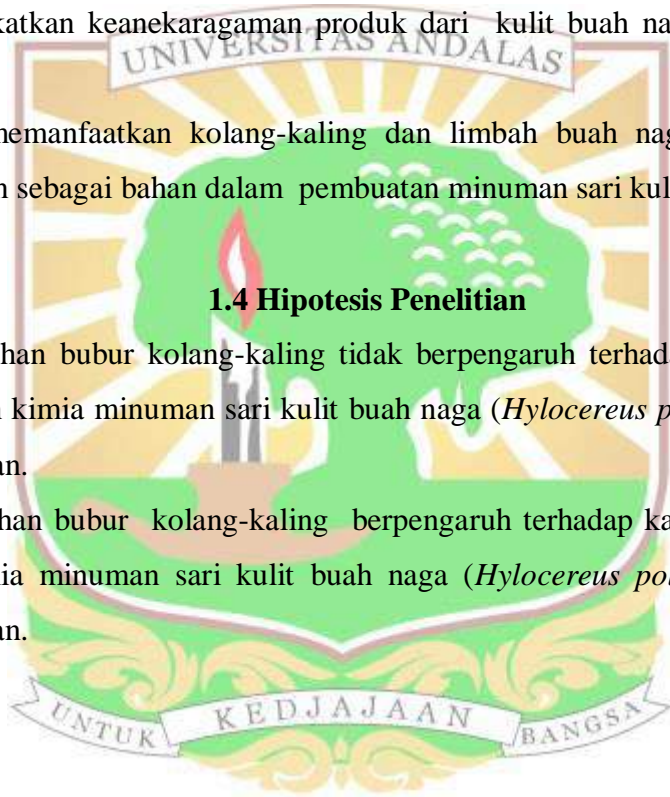 katkan keanekaragaman produk dari kulit buah na
UNIVERSITAS ANDALAS
emanfaatkan kolang-kaling dan limbah buah nag
n sebagai bahan dalam pembuatan minuman sari kul
1.4 Hipotesis Penelitian
han bubur kolang-kaling tidak berpengaruh terhada
kimia minuman sari kulit buah naga (Hylocereus p
an.
han bubur kolang-kaling berpengaruh terhadap ka
ia minuman sari kulit buah naga (Hylocereus po
an.
UNTUK KEDJAJAAN BANGSA